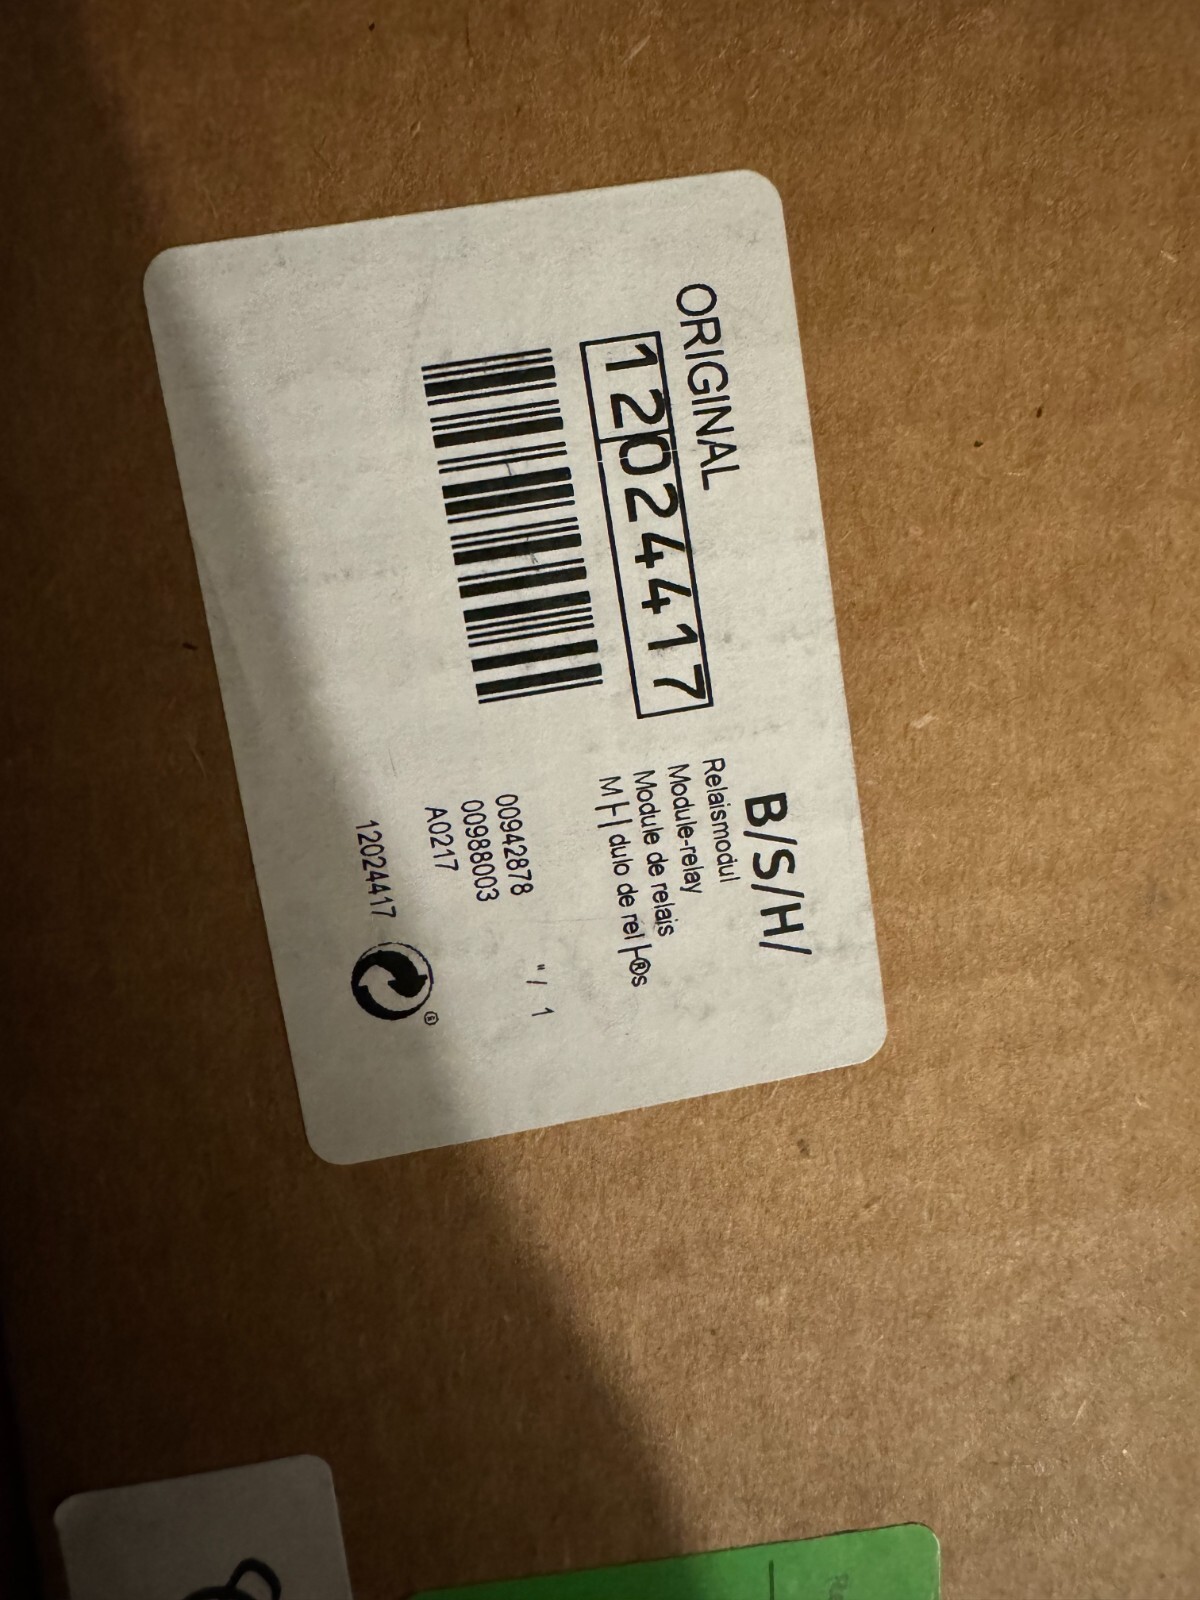 B/S/H/
ORIGINAL
12024417
Relaismodul
Module-relay
Module de relais
M├┤dulo de rel├®s
" / 1
00942878
00988003
A0217
12024417